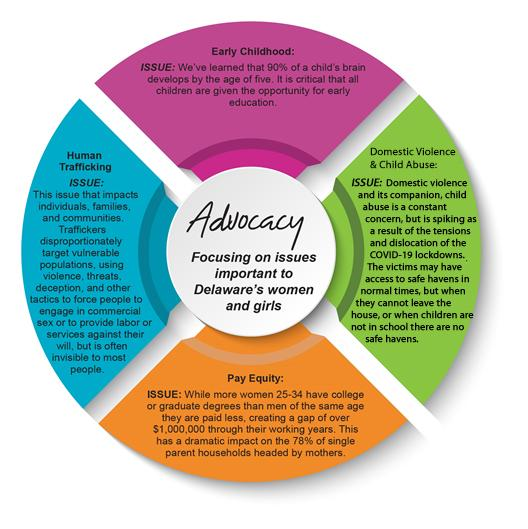 Early Childhood:
ISSUE: We've learned that 90% of a child's brain
develops by the age of five. It is critical that all
children are given the opportunity for early
education.
Human
Trafficking
ISSUE:
This issue that impacts
individuals, families,
and communities.
Traffickers
disproportionately
target vulnerable
populations, using
violence, threats,
deception, and other
tactics to force people to
engage in commercial
sex or to provide labor or
services against their
will, but is often
invisible to most
people.
Advocacy
Focusing on issues
important to
Delaware's women
and girls
Domestic Violence
& Child Abuse:
ISSUE: Domestic violence
and its companion, child
abuse is a constant
concern, but is spiking as
a result of the tensions
and dislocation of the
COVID-19 lockdowns.
The victims may have
access to safe havens in
normal times, but when
they cannot leave the
house, or when children are
not in school there are no
safe havens.
Pay Equity:
ISSUE: While more women 25-34 have college
or graduate degrees than men of the same age
they are paid less, creating a gap of over
$1,000,000 through their working years. This
has a dramatic impact on the 78% of single
parent households headed by mothers.